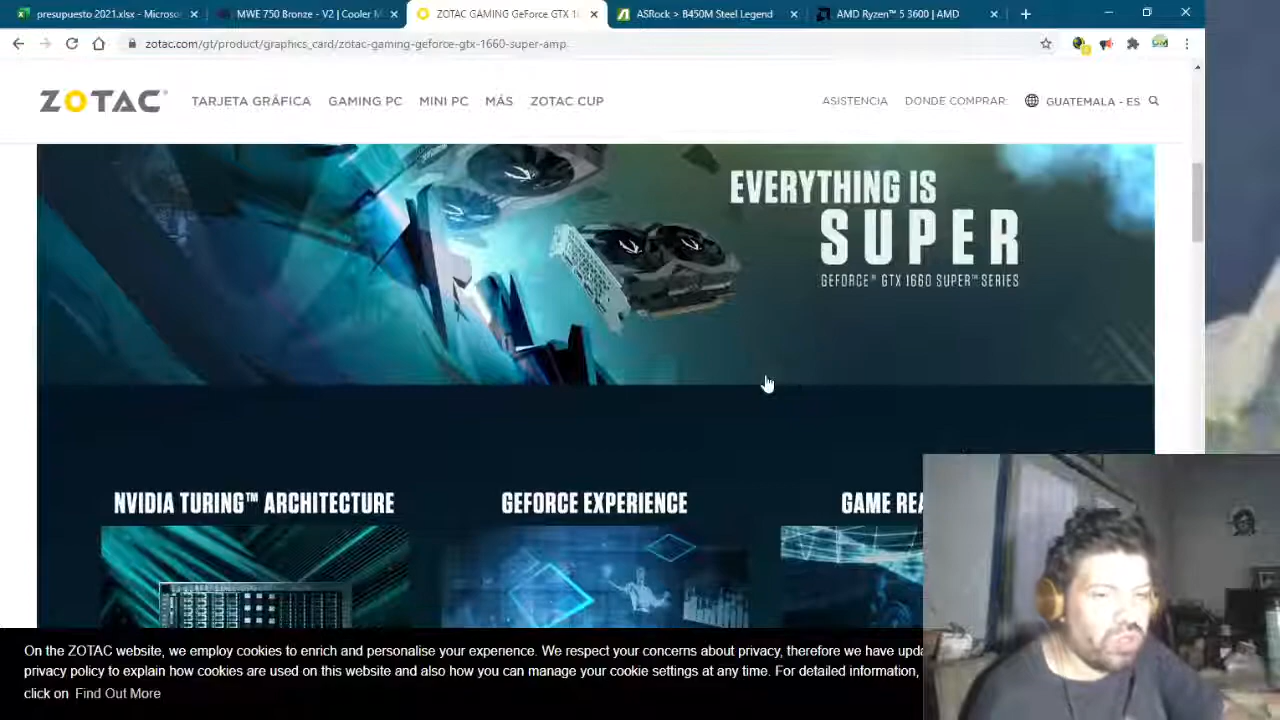 presupuesto 2021.xlsx - Microso
MWE 750 Bronze - V2 | Cooler M
ZOTAC GAMING GeForce GTX 1
ASRock > B450M Steel Legend
AMD Ryzen™ 5 3600 | AMD
zotac.com/gt/product/graphics_card/zotac-gaming-geforce-gtx-1660-super-amp
ZOTAC
TARJETA GRÁFICA GAMING PC MINI PC MÁS ZOTAC CUP
ASISTENCIA DONDE COMPRAR GUATEMALA - ES
EVERYTHING IS
SUPER
GEFORCE® GTX 1660 SUPER™ SERIES
NVIDIA TURING™ ARCHITECTURE
GEFORCE EXPERIENCE
GAME REA
On the ZOTAC website, we employ cookies to enrich and personalise your experience. We respect your concerns about privacy, therefore we have upda
privacy policy to explain how cookies are used on this website and also how you can manage your cookie settings at any time. For detailed information,
click on Find Out More